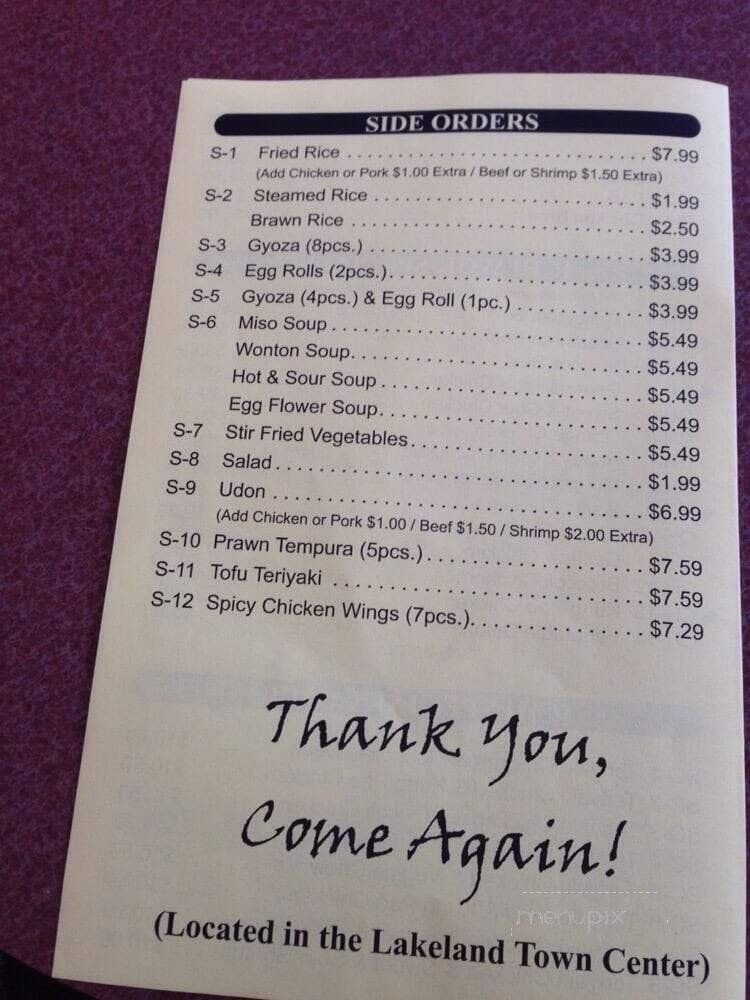 SIDE ORDERS
S-1 Fried Rice ............................. $7.99
(Add Chicken or Pork $1.00 Extra / Beef or Shrimp $1.50 Extra)
S-2 Steamed Rice .......................... $1.99
Brawn Rice ............................ $2.50
S-3 Gyoza (8pcs.) .......................... $3.99
S-4 Egg Rolls (2pcs.)........................ $3.99
S-5 Gyoza (4pcs.) & Egg Roll (1pc.) ............ $3.99
S-6 Miso Soup ............................. $5.49
Wonton Soup........................... $5.49
Hot & Sour Soup ........................ $5.49
Egg Flower Soup........................ $5.49
S-7 Stir Fried Vegetables..................... $5.49
S-8 Salad................................. $1.99
S-9 Udon ................................. $6.99
(Add Chicken or Pork $1.00 / Beef $1.50 / Shrimp $2.00 Extra)
S-10 Prawn Tempura (5pcs.).................... $7.59
S-11 Tofu Teriyaki ............................ $7.59
S-12 Spicy Chicken Wings (7pcs.)................ $7.29
Thank You,
Come Again!
menupix
(Located in the Lakeland Town Center)